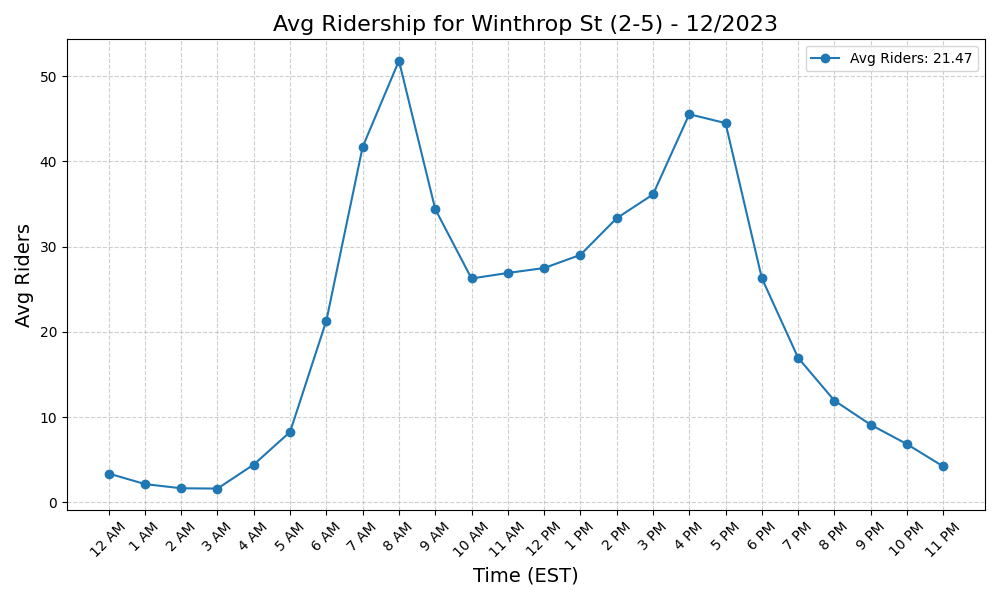 Avg Ridership for Winthrop St (2-5) - 12/2023
Avg Riders: 21.47
Avg Riders
50
40
30
20
10
0
12 AM
1 AM
2 AM
3 AM
4 AM
5 AM
6 AM
7 AM
8 AM
9 AM
10 AM
11 AM
12 PM
1 PM
2 PM
3 PM
4 PM
5 PM
6 PM
7 PM
8 PM
9 PM
10 PM
11 PM
Time (EST)